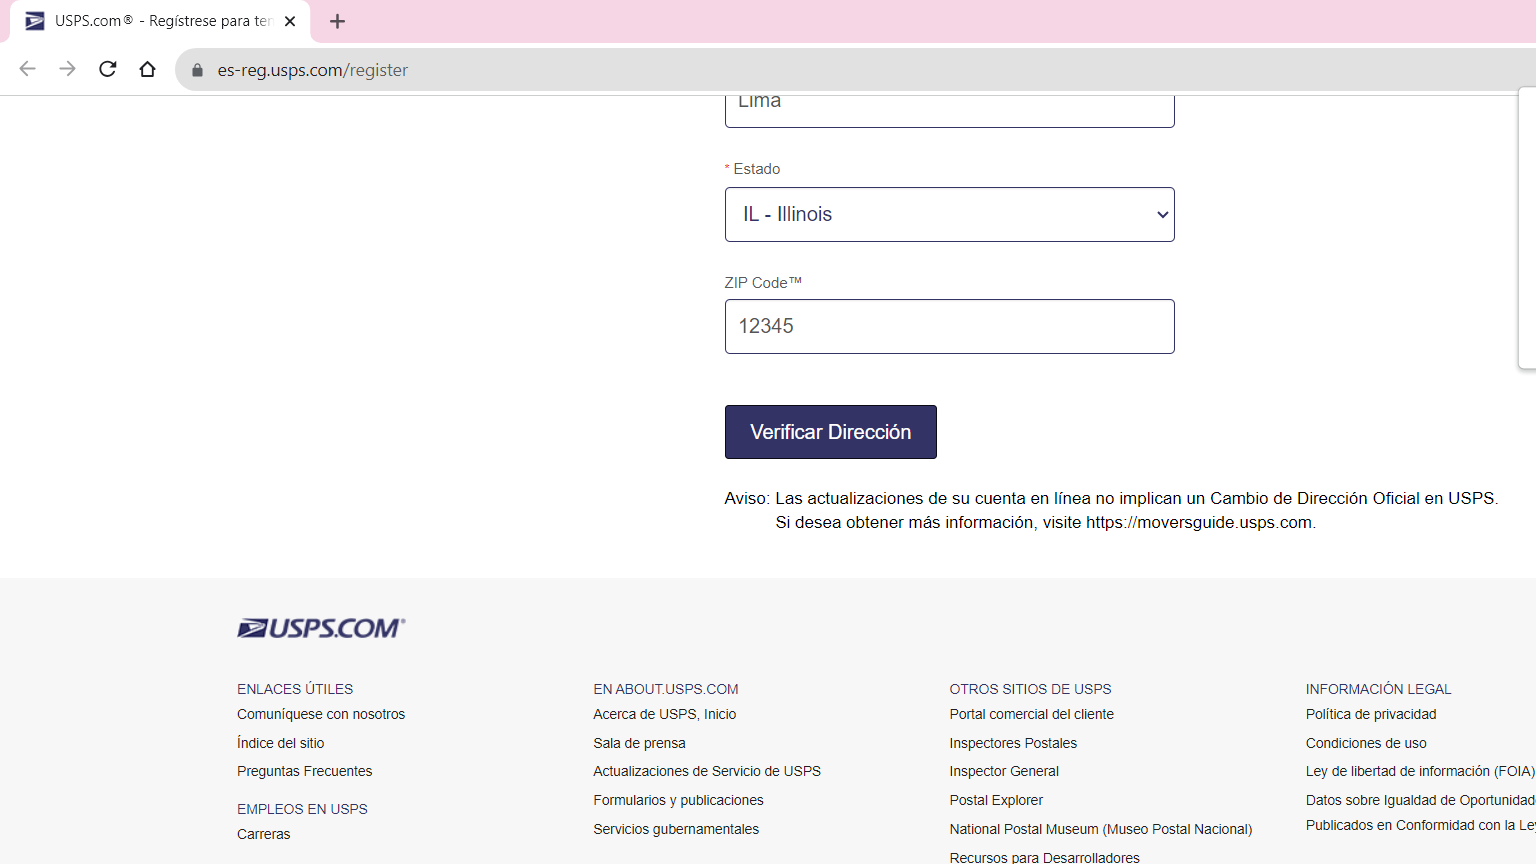 USPS.com® - Regístrese para ten
es-reg.usps.com/register
Lima
* Estado
IL - Illinois
ZIP Code™
12345
Verificar Dirección
Aviso: Las actualizaciones de su cuenta en línea no implican un Cambio de Dirección Oficial en USPS.
Si desea obtener más información, visite https://moversguide.usps.com.
USPS.COM®
ENLACES ÚTILES
Comuníquese con nosotros
Índice del sitio
Preguntas Frecuentes
EMPLEOS EN USPS
Carreras
EN ABOUT.USPS.COM
Acerca de USPS, Inicio
Sala de prensa
Actualizaciones de Servicio de USPS
Formularios y publicaciones
Servicios gubernamentales
OTROS SITIOS DE USPS
Portal comercial del cliente
Inspectores Postales
Inspector General
Postal Explorer
National Postal Museum (Museo Postal Nacional)
Recursos para Desarrolladores
INFORMACIÓN LEGAL
Política de privacidad
Condiciones de uso
Ley de libertad de información (FOIA)
Datos sobre Igualdad de Oportunidad
Publicados en Conformidad con la Ley